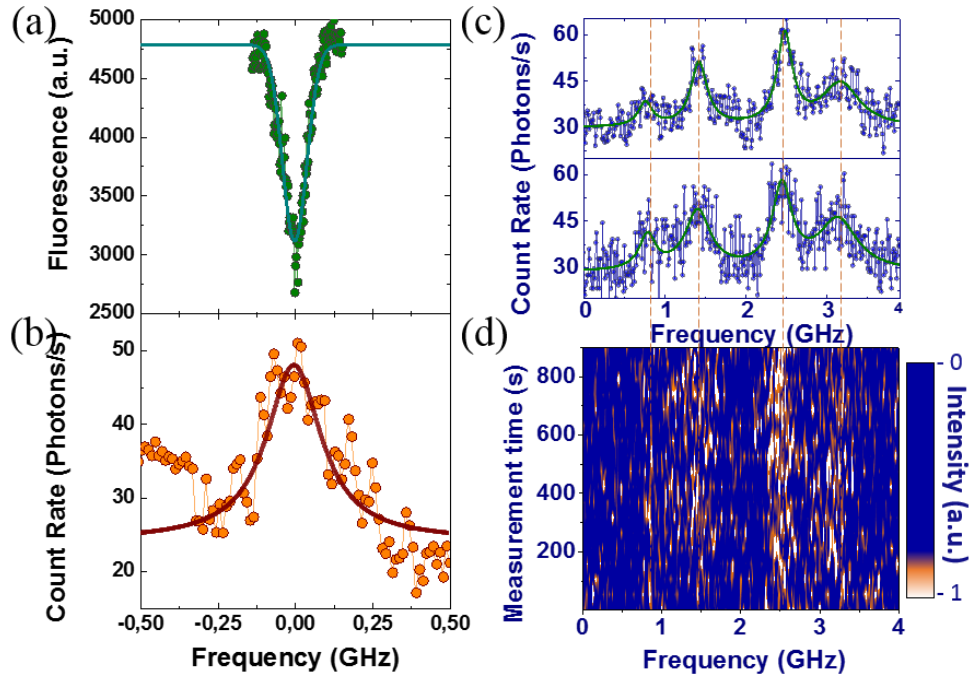 (a)
Fluorescence (a.u.)
5000
4500
4000
3500
3000
2500
(b)
Count Rate (Photons/s)
50
40
30
20
-0,50 -0,25 0,00 0,25 0,50
Frequency (GHz)
(c)
Count Rate (Photons/s)
60
45
30
60
45
30
0 1 2 3 4
Frequency (GHz)
(d)
Measurement time (s)
800
600
400
200
0 1 2 3 4
Frequency (GHz)
0
Intensity (a.u.)
1